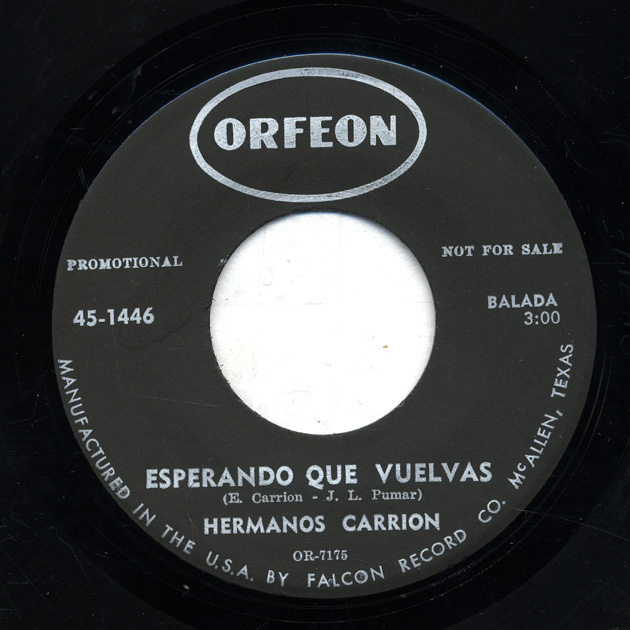 ORFEON
PROMOTIONAL
NOT FOR SALE
45-1446
BALADA
3:00
ESPERANDO QUE VUELVAS
(E. Carrion - J. L. Pumar)
HERMANOS CARRION
OR-7175
MANUFACTURED IN THE U.S.A. BY FALCON RECORD CO. McALLEN, TEXAS